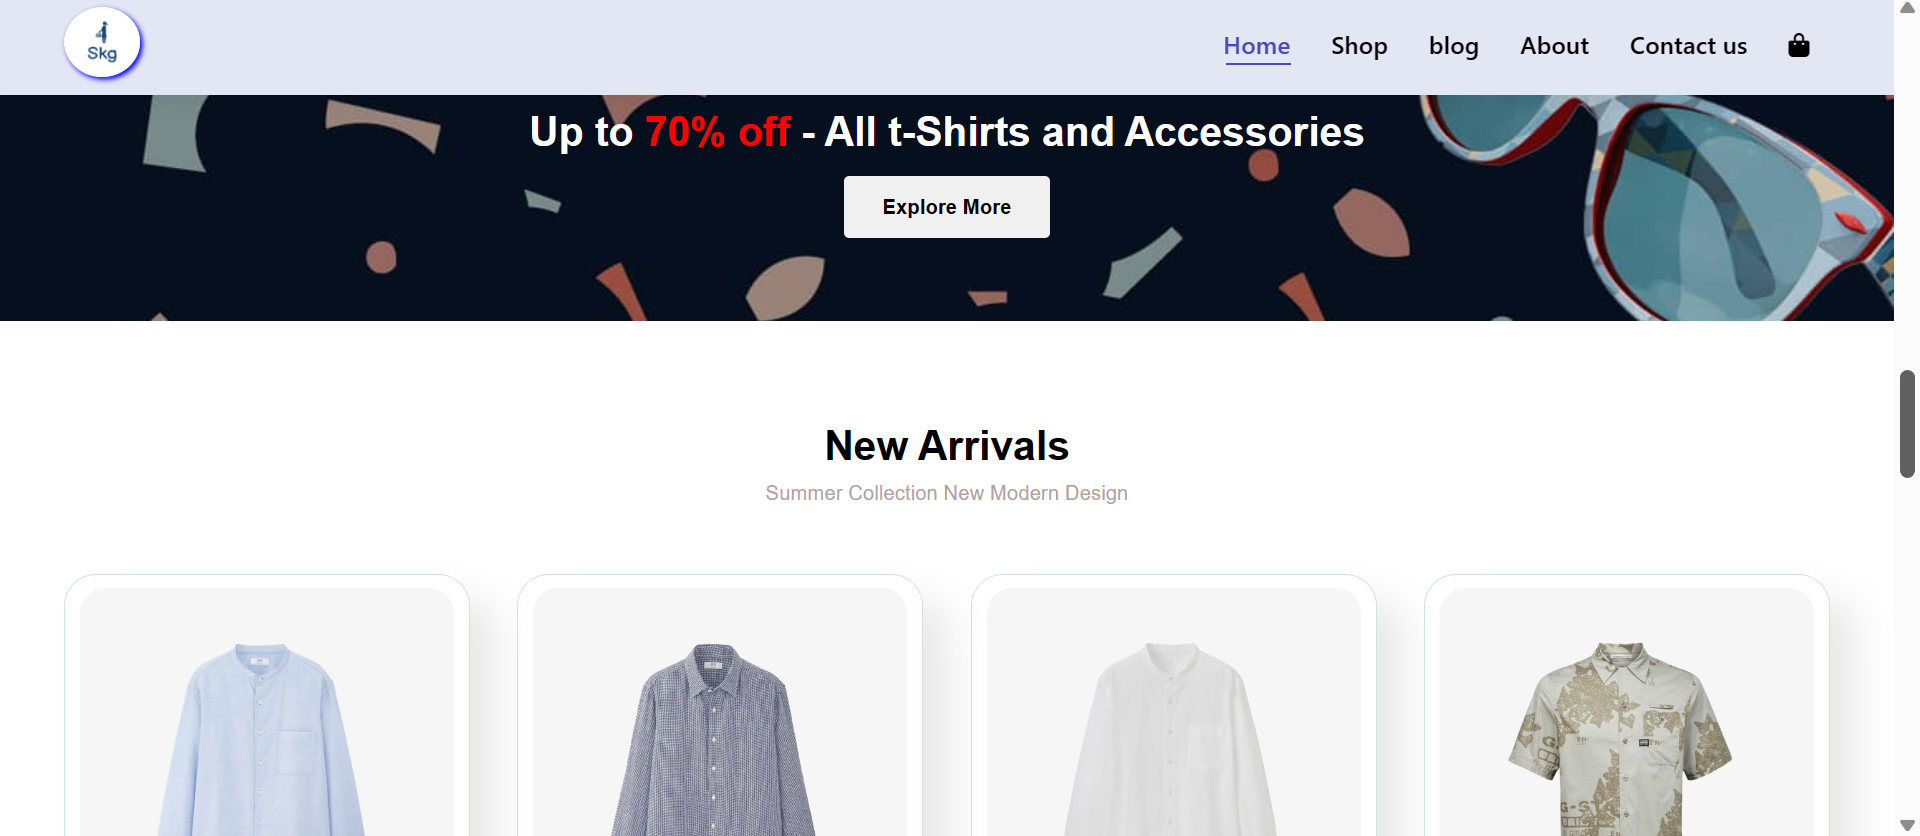 Skg
Home Shop blog About Contact us
Up to 70% off - All t-Shirts and Accessories
Explore More
New Arrivals
Summer Collection New Modern Design